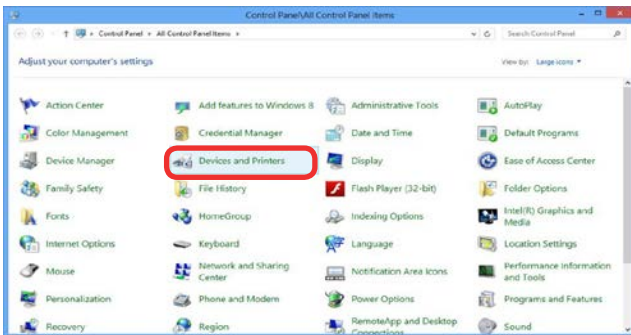 Control Panel\All Control Panel Items
Control Panel
All Control Panel Items
Search Control Panel
Adjust your computer's settings
View by: Large icons
Action Center
Add features to Windows 8
Administrative Tools
AutoPlay
Color Management
Credential Manager
Date and Time
Default Programs
Device Manager
Devices and Printers
Display
Ease of Access Center
Family Safety
File History
Flash Player (32-bit)
Folder Options
Fonts
HomeGroup
Indexing Options
Intel(R) Graphics and
Media
Internet Options
Keyboard
Language
Location Settings
Mouse
Network and Sharing
Center
Notification Area Icons
Performance Information
and Tools
Personalization
Phone and Modem
Power Options
Programs and Features
Recovery
Region
RemoteApp and Desktop
Connections
Sound